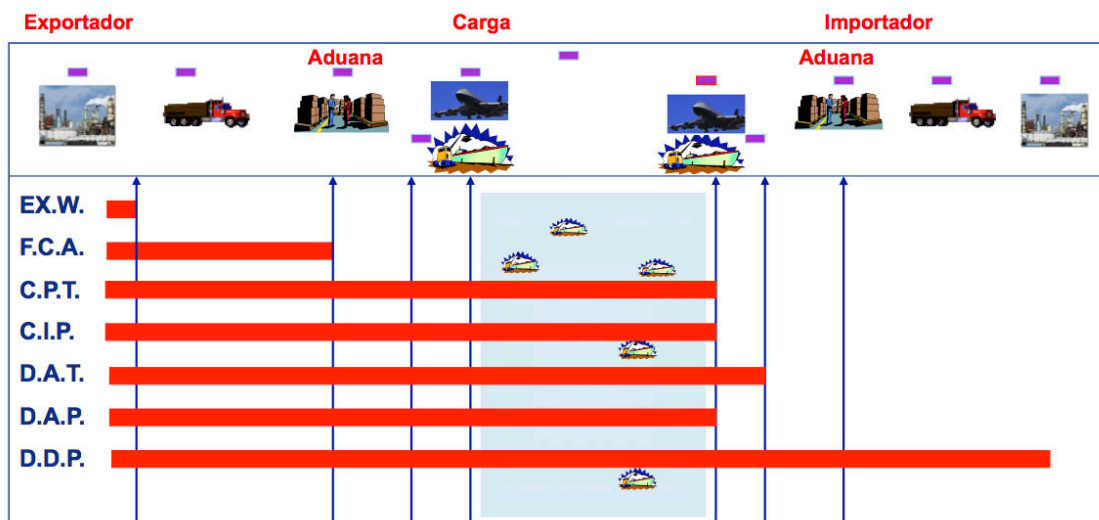 Exportador
Carga
Importador
Aduana
Aduana
EX.W.
F.C.A.
C.P.T.
C.I.P.
D.A.T.
D.A.P.
D.D.P.